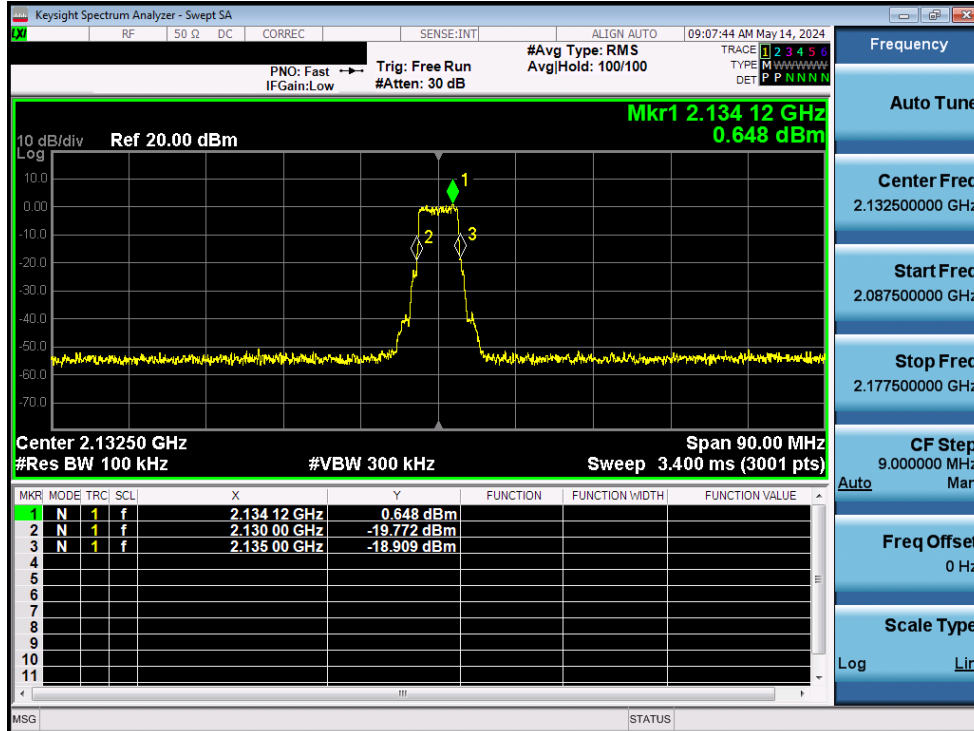 Keysight Spectrum Analyzer - Swept SA
LXI RF 50 Ω DC CORREC SENSE:INT ALIGN AUTO 09:07:44 AM May 14, 2024
PNO: Fast
IFGain:Low
Trig: Free Run
#Atten: 30 dB
#Avg Type: RMS
Avg|Hold: 100/100
TRACE 1 2 3 4 5 6
TYPE M WWWWW
DET P P N N N N
Mkr1 2.134 12 GHz
0.648 dBm
10 dB/div Ref 20.00 dBm
Log
10.0
0.00
-10.0
-20.0
-30.0
-40.0
-50.0
-60.0
-70.0
1
2
3
Center 2.13250 GHz Span 90.00 MHz
#Res BW 100 kHz #VBW 300 kHz Sweep 3.400 ms (3001 pts)
MKR MODE TRC SCL X Y FUNCTION FUNCTION WIDTH FUNCTION VALUE
1 N 1 f 2.134 12 GHz 0.648 dBm
2 N 1 f 2.130 00 GHz -19.772 dBm
3 N 1 f 2.135 00 GHz -18.909 dBm
4
5
6
7
8
9
10
11
MSG STATUS
Frequency
Auto Tune
Center Freq
2.132500000 GHz
Start Freq
2.087500000 GHz
Stop Freq
2.177500000 GHz
CF Step
9.000000 MHz
Auto Man
Freq Offset
0 Hz
Scale Type
Log Lin